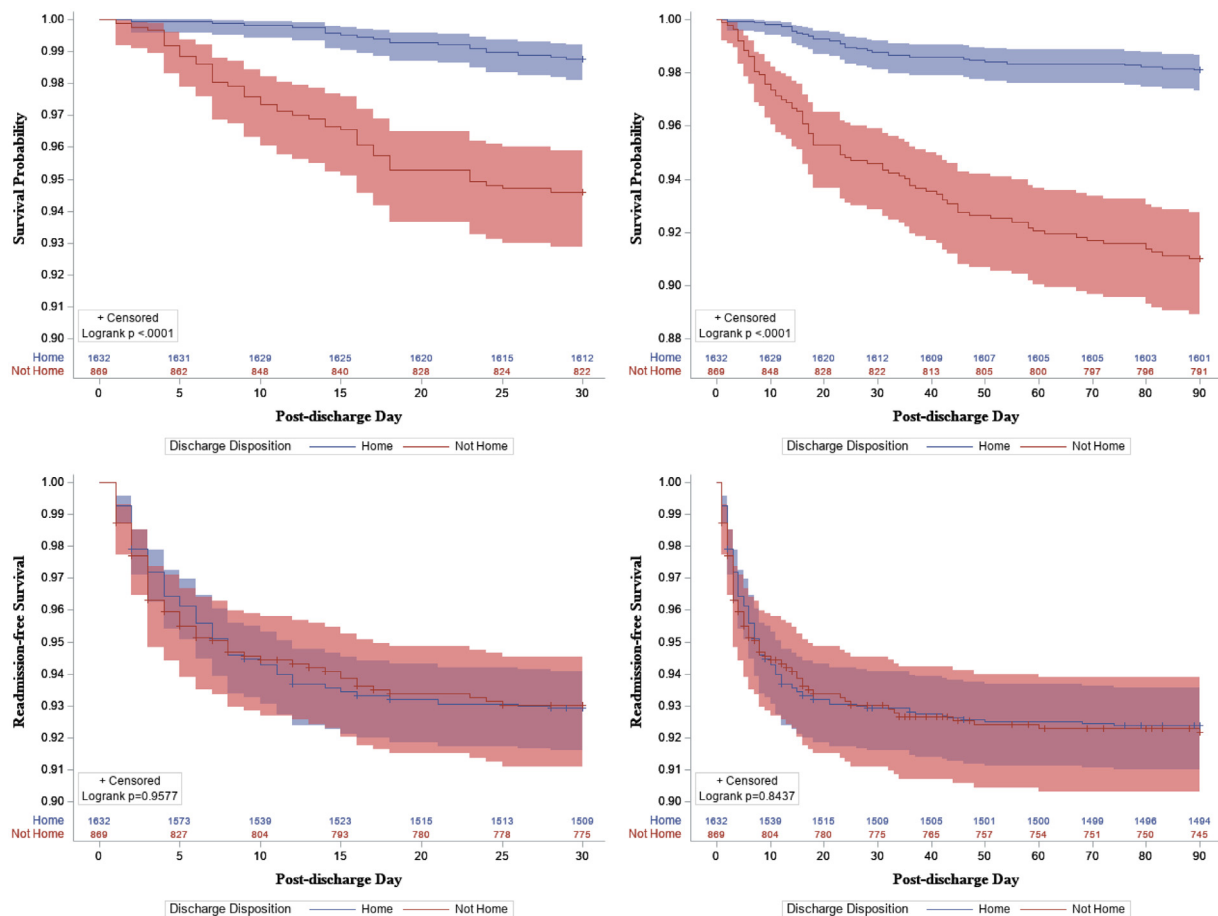 1.00
0.99
0.98
0.97
0.96
0.95
0.94
0.93
0.92
0.91
0.90
Survival Probability
+ Censored
Logrank p <.0001
Home 1632 1631 1629 1625 1620 1615 1612
Not Home 869 862 848 840 828 824 822
0 5 10 15 20 25 30
Post-discharge Day
Discharge Disposition Home Not Home
1.00
0.98
0.96
0.94
0.92
0.90
0.88
Survival Probability
+ Censored
Logrank p <.0001
Home 1632 1629 1620 1612 1609 1607 1605 1605 1603 1601
Not Home 869 848 828 822 813 805 800 797 796 791
0 10 20 30 40 50 60 70 80 90
Post-discharge Day
Discharge Disposition Home Not Home
1.00
0.99
0.98
0.97
0.96
0.95
0.94
0.93
0.92
0.91
0.90
Readmission-free Survival
+ Censored
Logrank p=0.9577
Home 1632 1573 1539 1523 1515 1513 1509
Not Home 869 827 804 793 780 778 775
0 5 10 15 20 25 30
Post-discharge Day
Discharge Disposition Home Not Home
1.00
0.99
0.98
0.97
0.96
0.95
0.94
0.93
0.92
0.91
0.90
Readmission-free Survival
+ Censored
Logrank p=0.8437
Home 1632 1539 1515 1509 1505 1501 1500 1499 1496 1494
Not Home 869 804 780 775 765 757 754 751 750 745
0 10 20 30 40 50 60 70 80 90
Post-discharge Day
Discharge Disposition Home Not Home